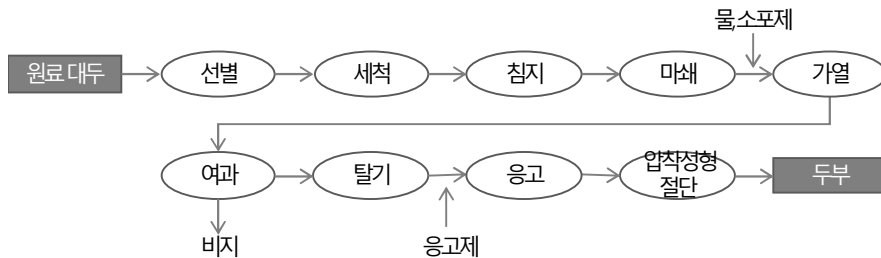 물,소포제
원료 대두
선별
세척
침지
마쇄
가열
여과
탈기
응고
압착성형
절단
두부
비지
응고제